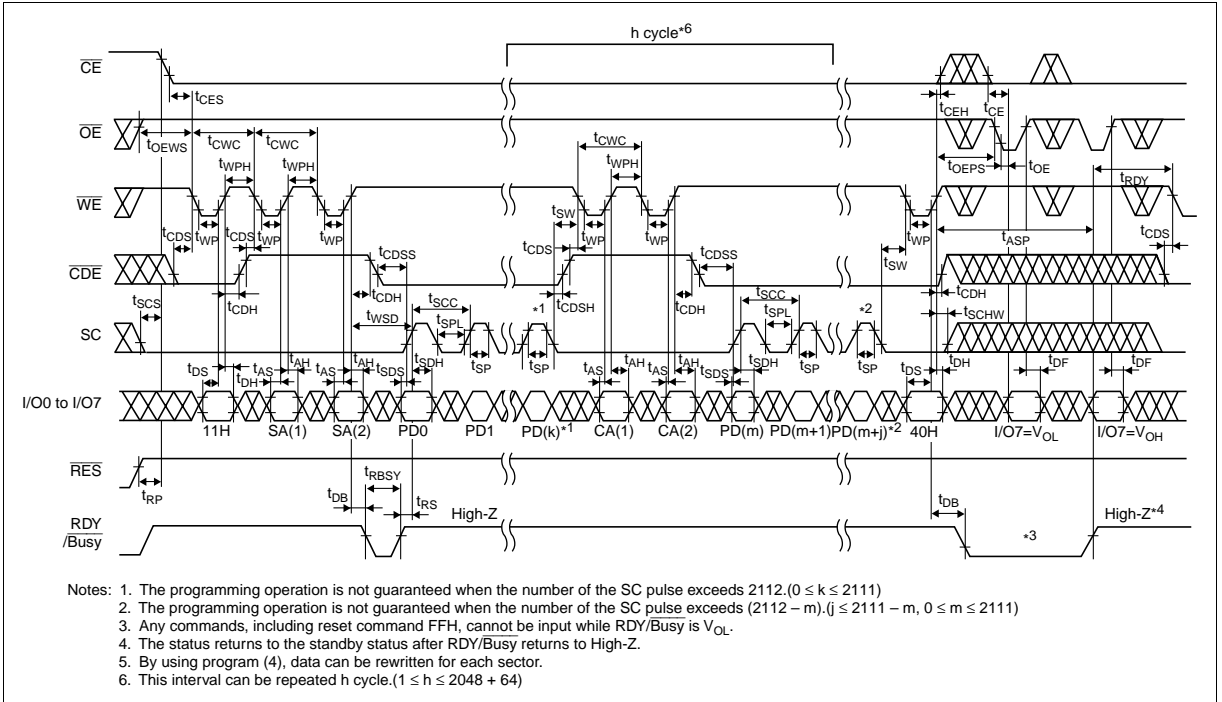 h cycle*6
CE
tCES
tCEH
tCE
OE
tOEWS
tCWC
tCWC
tCWC
tWPH
tWPH
tWPH
tOEPS
tOE
tRDY
WE
tCDS
tWP
tCDS
tWP
tWP
tSW
tCDS
tWP
tWP
tWP
tSW
tASP
tCDS
CDE
tCDSS
tCDSS
tSCS
tCDH
tCDH
tCDSH
tCDH
tCDH
tWSD
tSCC
tSPL
*1
tSCC
tSPL
*2
tSCHW
SC
tDS
tDH
tAS
tAH
tAS
tAH
tSDS
tSDH
tSP
tSP
tAS
tAH
tAS
tAH
tSDS
tSDH
tSP
tSP
tDS
tDH
tDF
tDF
I/O0 to I/O7
11H SA(1) SA(2) PD0 PD1 PD(k)*1 CA(1) CA(2) PD(m) PD(m+1) PD(m+j)*2 40H I/O7=VOL I/O7=VOH
RES
tRP
tDB
tRBSY
tRS
tDB
RDY
/Busy
High-Z
*3
High-Z*4
Notes: 1. The programming operation is not guaranteed when the number of the SC pulse exceeds 2112.(0 ≤ k ≤ 2111)
2. The programming operation is not guaranteed when the number of the SC pulse exceeds (2112 – m).(j ≤ 2111 – m, 0 ≤ m ≤ 2111)
3. Any commands, including reset command FFH, cannot be input while RDY/Busy is VOL.
4. The status returns to the standby status after RDY/Busy returns to High-Z.
5. By using program (4), data can be rewritten for each sector.
6. This interval can be repeated h cycle.(1 ≤ h ≤ 2048 + 64)